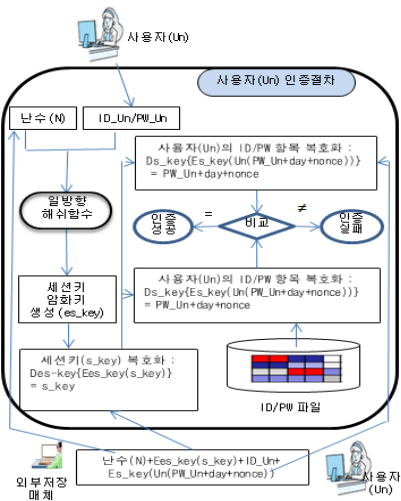 사용자(Un)
사용자(Un) 인증절차
난수(N)
ID_Un/PW_Un
사용자(Un)의 ID/PW 항목 복호화 :
Ds_key{Es_key(Un(PW_Un+day+nonce))}
= PW_Un+day+nonce
일방향
해쉬함수
인증
성공
=
비교
≠
인증
실패
세션키
암화키
생성(es_key)
사용자(Un)의 ID/PW 항목 복호화 :
Ds_key{Es_key(Un(PW_Un+day+nonce))}
= PW_Un+day+nonce
세션키(s_key) 복호화 :
Des-key{Ees_key(s_key)}
= s_key
ID/PW 파일
외부저장
매체
난수(N)+Ees_key(s_key)+ID_Un+
Es_key(Un(PW_Un+day+nonce))
사용자
(Un)